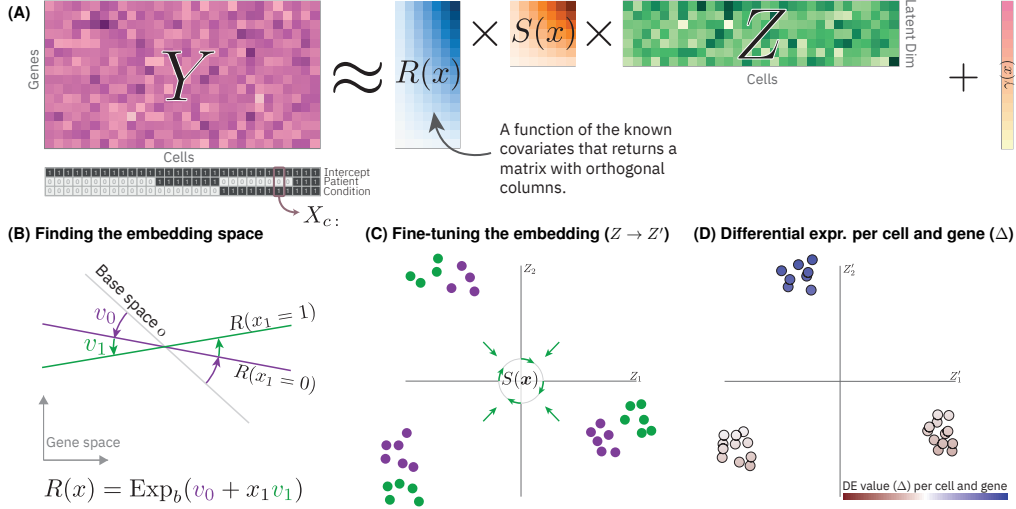 (A)
Genes
Y
≈
R(x)
×
S(x)
×
Z
Latent Dim
+
γ(x)
Cells
Cells
A function of the known
covariates that returns a
matrix with orthogonal
columns.
Intercept
Patient
Condition
X_{c:}
(B) Finding the embedding space
Base space o
v_0
v_1
R(x_1 = 1)
R(x_1 = 0)
Gene space
R(x) = Exp_b(v_0 + x_1v_1)
(C) Fine-tuning the embedding (Z → Z′)
Z_2
S(x)
Z_1
(D) Differential expr. per cell and gene (Δ)
Z′_2
Z′_1
DE value (Δ) per cell and gene